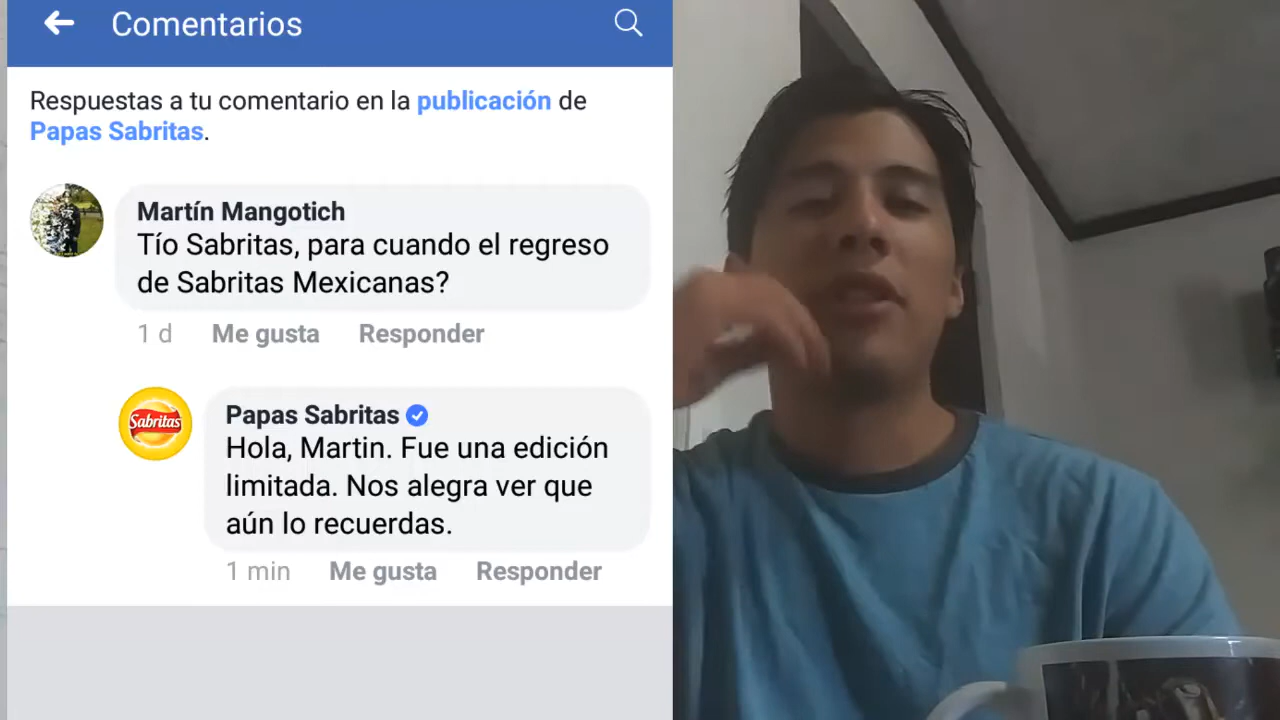 Comentarios
Respuestas a tu comentario en la publicación de
Papas Sabritas.
Martín Mangotich
Tío Sabritas, para cuando el regreso
de Sabritas Mexicanas?
1 d Me gusta Responder
Sabritas
Papas Sabritas
Hola, Martin. Fue una edición
limitada. Nos alegra ver que
aún lo recuerdas.
1 min Me gusta Responder